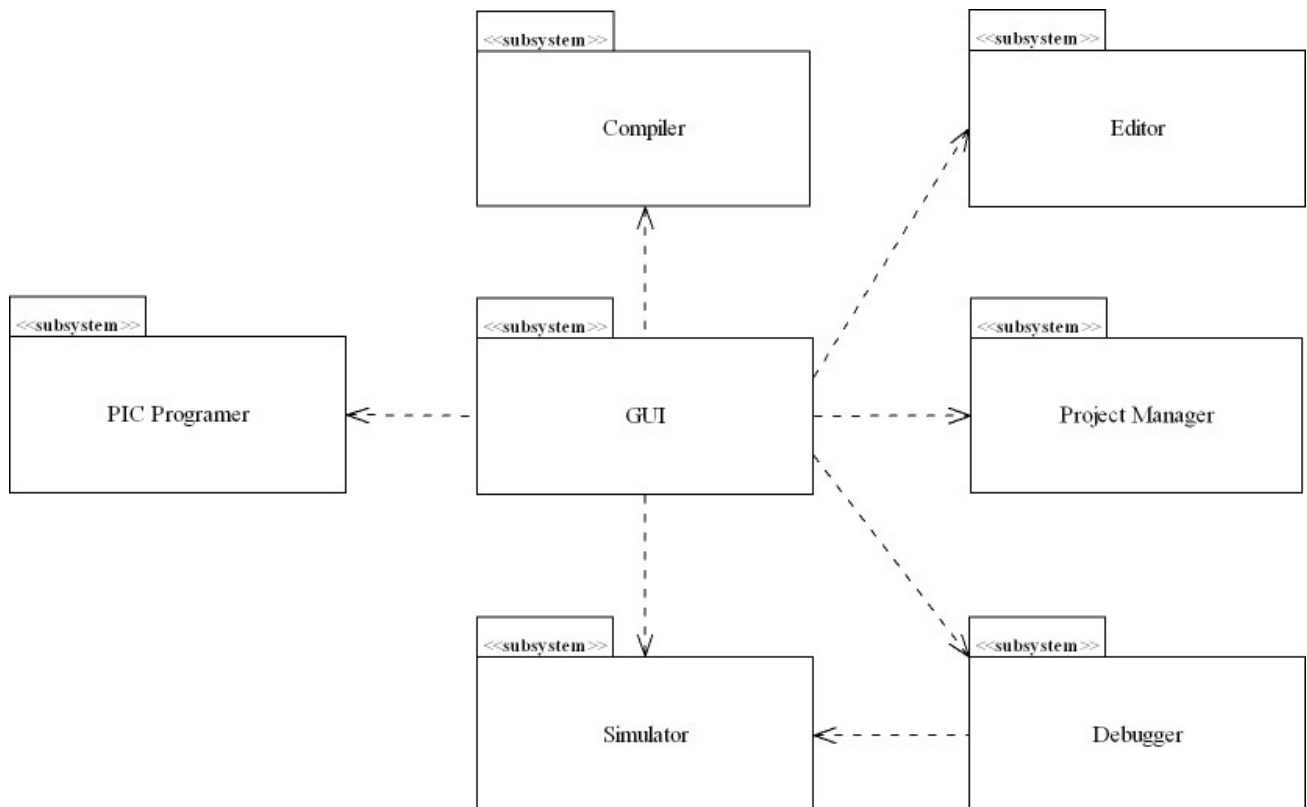 <<subsystem>>
Compiler
<<subsystem>>
Editor
<<subsystem>>
PIC Programer
<<subsystem>>
GUI
<<subsystem>>
Project Manager
<<subsystem>>
Simulator
<<subsystem>>
Debugger